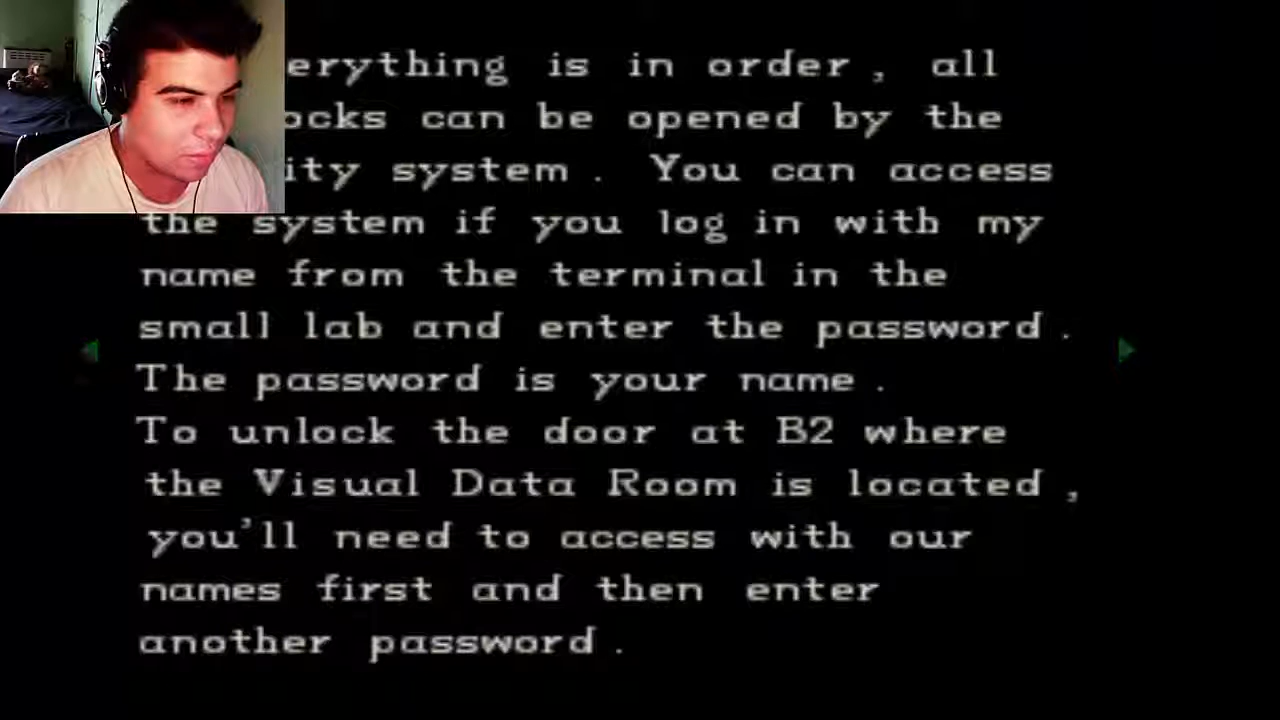 erything is in order, all
ocks can be opened by the
ity system. You can access
the system if you log in with my
name from the terminal in the
small lab and enter the password.
The password is your name.
To unlock the door at B2 where
the Visual Data Room is located,
you'll need to access with our
names first and then enter
another password.